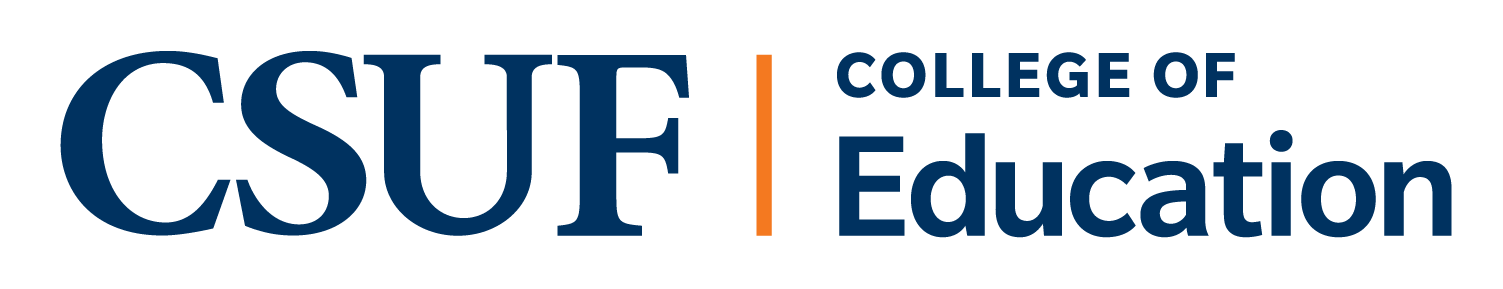 CSUF
COLLEGE OF
Education